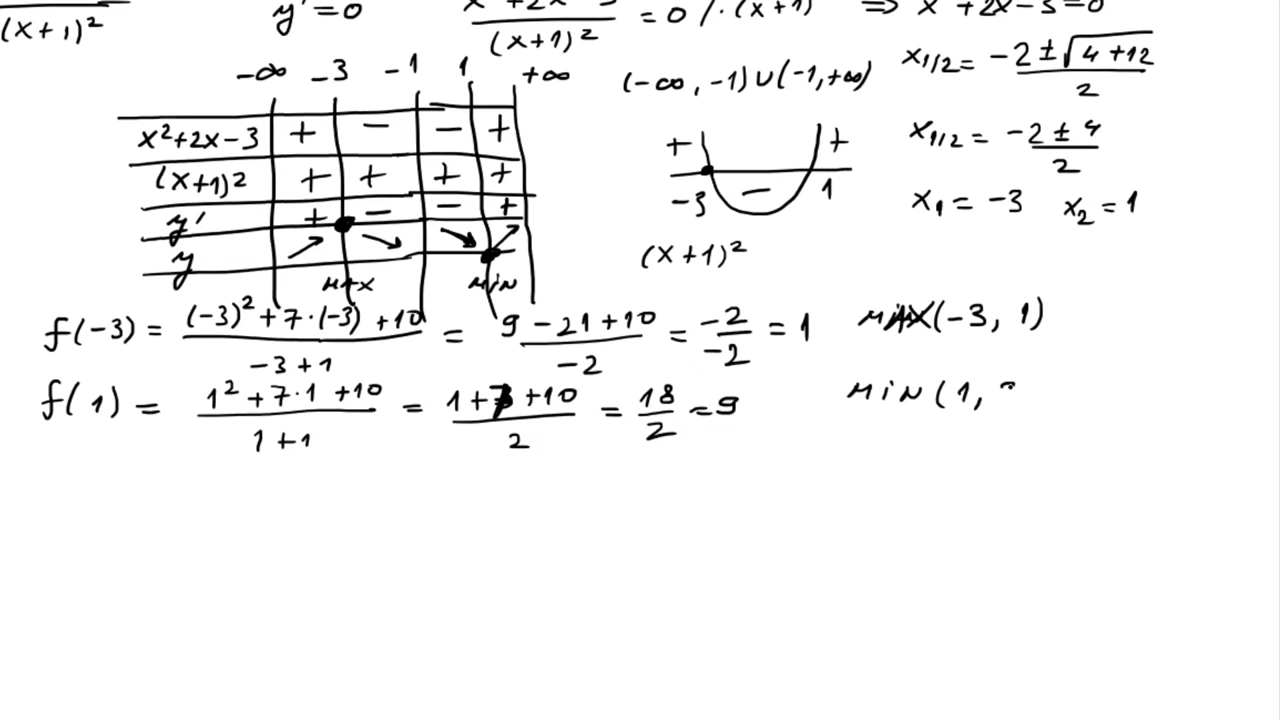 (x+1)² y'=0 (x+1)² = 0 /·(x+1)² ⇒ x²+2x-3=0
-∞ -3 -1 1 +∞ (-∞, -1) ∪ (-1, +∞) x1/2 = (-2 ± √(4+12))/2
x²+2x-3 + - - + + - + x1/2 = (-2 ± 4)/2
(x+1)² + + + + -3 1 x1 = -3 x2 = 1
y' + - - +
y ↗ ↘ ↘ ↗ (x+1)²
MAX MIN
f(-3) = ((-3)²+7·(-3)+10)/(-3+1) = (9-21+10)/(-2) = (-2)/(-2) = 1 MAX(-3, 1)
f(1) = (1²+7·1+10)/(1+1) = (1+7+10)/2 = 18/2 = 9 MIN(1,